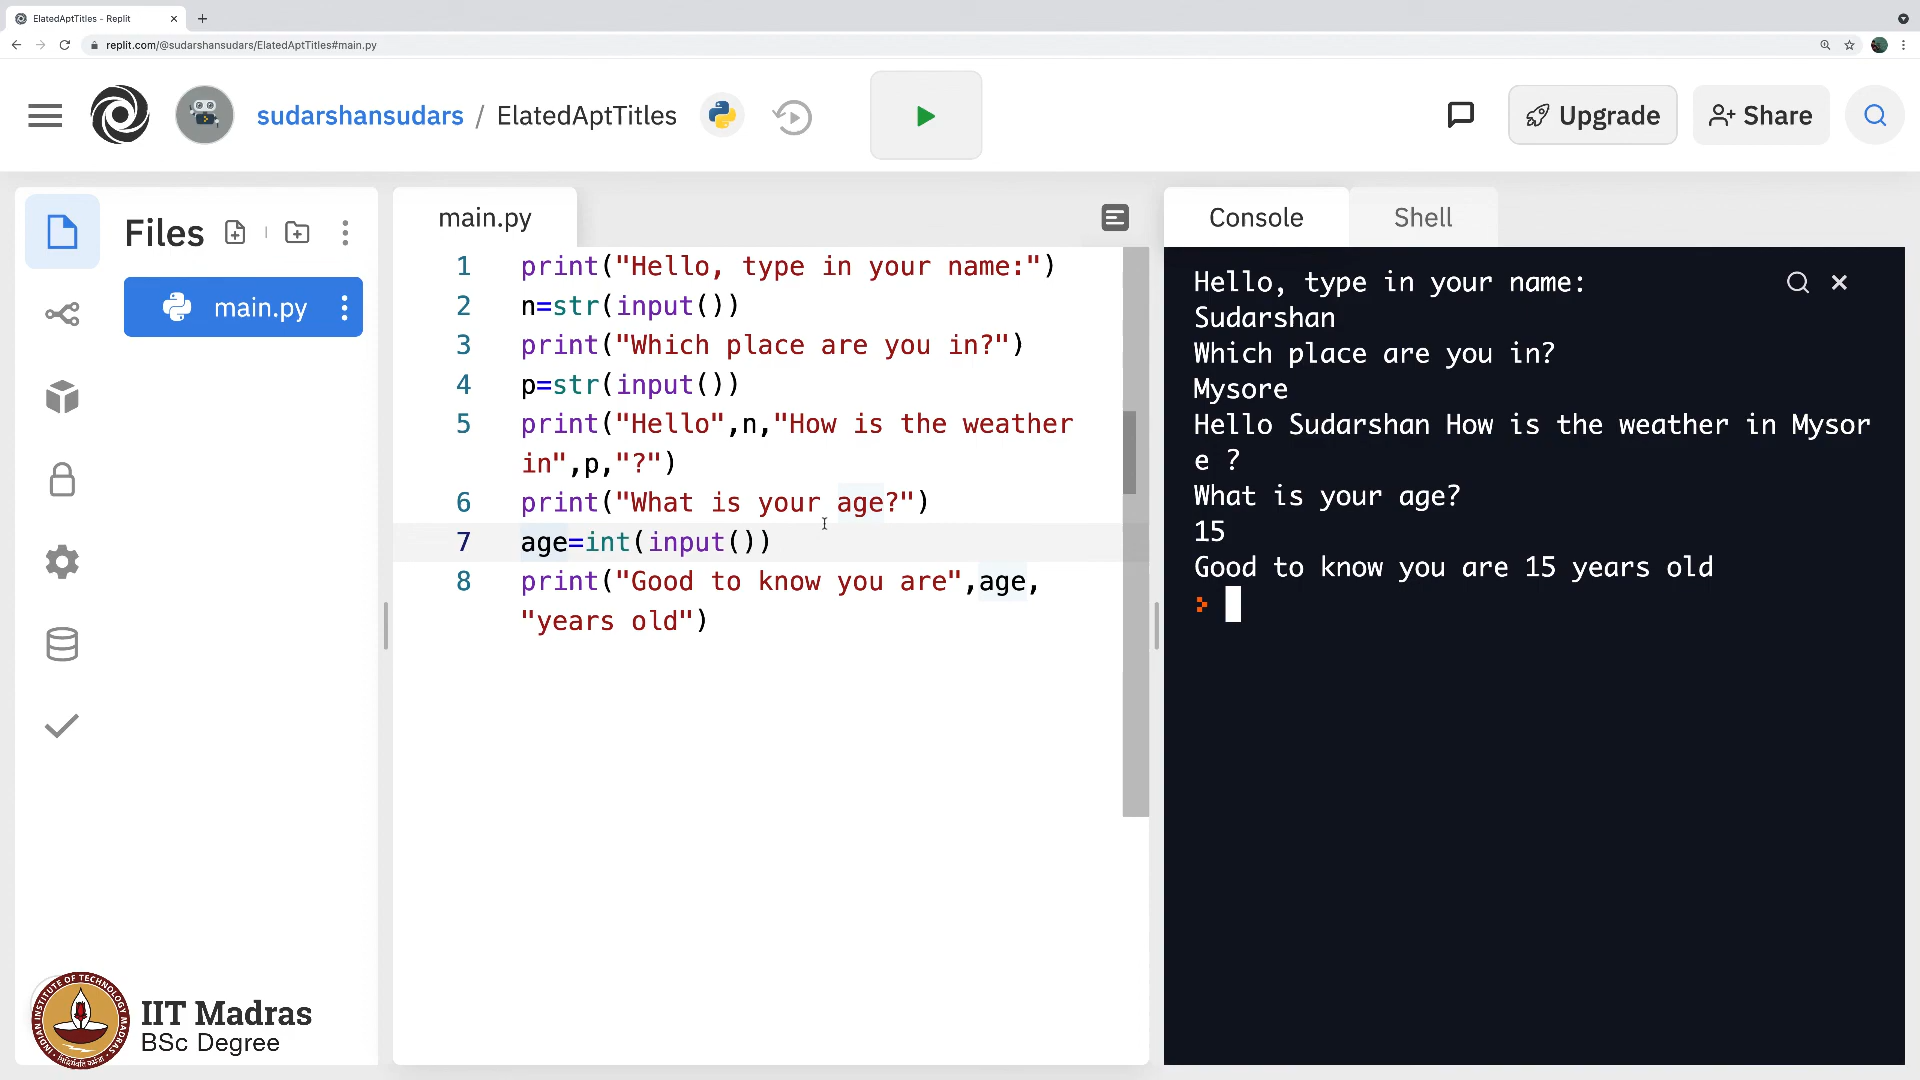 ElatedAptTitles - Replit
replit.com/@sudarshansudars/ElatedAptTitles#main.py
sudarshansudars / ElatedAptTitles
Upgrade
Share
Files
main.py
main.py
1 print("Hello, type in your name:")
2 n=str(input())
3 print("Which place are you in?")
4 p=str(input())
5 print("Hello",n,"How is the weather
in",p,"?")
6 print("What is your age?")
7 age=int(input())
8 print("Good to know you are",age,
"years old")
Console
Shell
Hello, type in your name:
Sudarshan
Which place are you in?
Mysore
Hello Sudarshan How is the weather in Mysor
e ?
What is your age?
15
Good to know you are 15 years old
IIT Madras
BSc Degree
INDIAN INSTITUTE OF TECHNOLOGY MADRAS